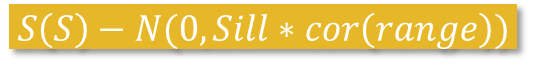 S(S) − N(0, Sill * cor(range))